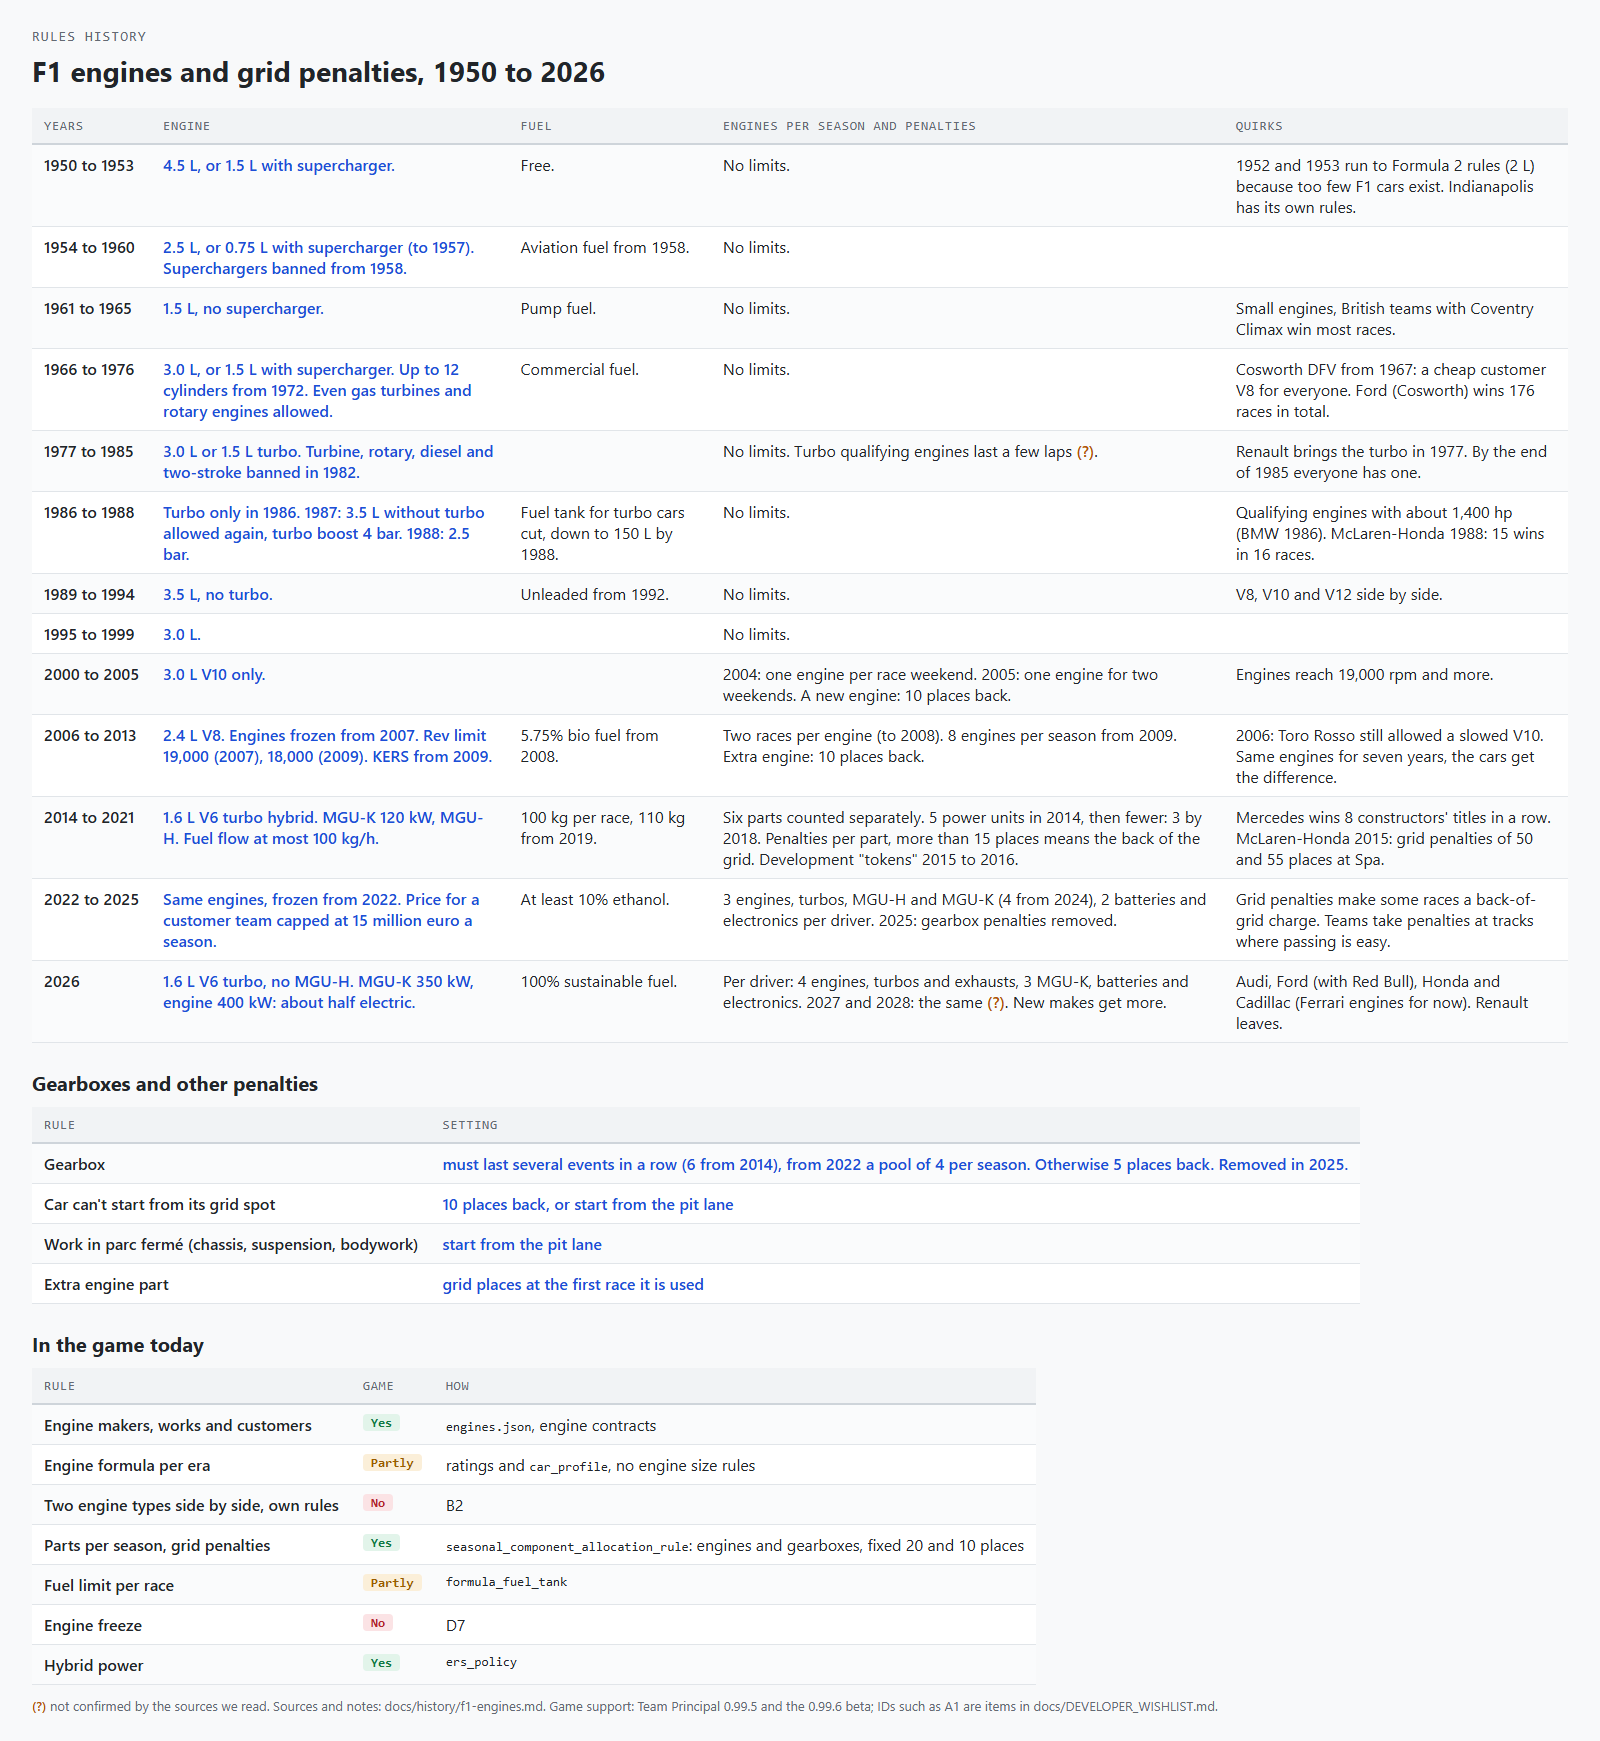 RULES HISTORY
F1 engines and grid penalties, 1950 to 2026
YEARS ENGINE FUEL ENGINES PER SEASON AND PENALTIES QUIRKS
1950 to 1953 4.5 L, or 1.5 L with supercharger. Free. No limits. 1952 and 1953 run to Formula 2 rules (2 L)
because too few F1 cars exist. Indianapolis
has its own rules.
1954 to 1960 2.5 L, or 0.75 L with supercharger (to 1957). Aviation fuel from 1958. No limits.
Superchargers banned from 1958.
1961 to 1965 1.5 L, no supercharger. Pump fuel. No limits. Small engines, British teams with Coventry
Climax win most races.
1966 to 1976 3.0 L, or 1.5 L with supercharger. Up to 12 Commercial fuel. No limits. Cosworth DFV from 1967: a cheap customer
cylinders from 1972. Even gas turbines and V8 for everyone. Ford (Cosworth) wins 176
rotary engines allowed. races in total.
1977 to 1985 3.0 L or 1.5 L turbo. Turbine, rotary, diesel and No limits. Turbo qualifying engines last a few laps (?). Renault brings the turbo in 1977. By the end
two-stroke banned in 1982. of 1985 everyone has one.
1986 to 1988 Turbo only in 1986. 1987: 3.5 L without turbo Fuel tank for turbo cars No limits. Qualifying engines with about 1,400 hp
allowed again, turbo boost 4 bar. 1988: 2.5 cut, down to 150 L by (BMW 1986). McLaren-Honda 1988: 15 wins
bar. 1988. in 16 races.
1989 to 1994 3.5 L, no turbo. Unleaded from 1992. No limits. V8, V10 and V12 side by side.
1995 to 1999 3.0 L. No limits.
2000 to 2005 3.0 L V10 only. 2004: one engine per race weekend. 2005: one engine for two Engines reach 19,000 rpm and more.
weekends. A new engine: 10 places back.
2006 to 2013 2.4 L V8. Engines frozen from 2007. Rev limit 5.75% bio fuel from Two races per engine (to 2008). 8 engines per season from 2009. 2006: Toro Rosso still allowed a slowed V10.
19,000 (2007), 18,000 (2009). KERS from 2009. 2008. Extra engine: 10 places back. Same engines for seven years, the cars get
the difference.
2014 to 2021 1.6 L V6 turbo hybrid. MGU-K 120 kW, MGU- 100 kg per race, 110 kg Six parts counted separately. 5 power units in 2014, then fewer: 3 by Mercedes wins 8 constructors' titles in a row.
H. Fuel flow at most 100 kg/h. from 2019. 2018. Penalties per part, more than 15 places means the back of the McLaren-Honda 2015: grid penalties of 50
grid. Development "tokens" 2015 to 2016. and 55 places at Spa.
2022 to 2025 Same engines, frozen from 2022. Price for a At least 10% ethanol. 3 engines, turbos, MGU-H and MGU-K (4 from 2024), 2 batteries and Grid penalties make some races a back-of-
customer team capped at 15 million euro a electronics per driver. 2025: gearbox penalties removed. grid charge. Teams take penalties at tracks
season. where passing is easy.
2026 1.6 L V6 turbo, no MGU-H. MGU-K 350 kW, 100% sustainable fuel. Per driver: 4 engines, turbos and exhausts, 3 MGU-K, batteries and Audi, Ford (with Red Bull), Honda and
engine 400 kW: about half electric. electronics. 2027 and 2028: the same (?). New makes get more. Cadillac (Ferrari engines for now). Renault
leaves.
Gearboxes and other penalties
RULE SETTING
Gearbox must last several events in a row (6 from 2014), from 2022 a pool of 4 per season. Otherwise 5 places back. Removed in 2025.
Car can't start from its grid spot 10 places back, or start from the pit lane
Work in parc fermé (chassis, suspension, bodywork) start from the pit lane
Extra engine part grid places at the first race it is used
In the game today
RULE GAME HOW
Engine makers, works and customers Yes engines.json, engine contracts
Engine formula per era Partly ratings and car_profile, no engine size rules
Two engine types side by side, own rules No B2
Parts per season, grid penalties Yes seasonal_component_allocation_rule: engines and gearboxes, fixed 20 and 10 places
Fuel limit per race Partly formula_fuel_tank
Engine freeze No D7
Hybrid power Yes ers_policy
(?) not confirmed by the sources we read. Sources and notes: docs/history/f1-engines.md. Game support: Team Principal 0.99.5 and the 0.99.6 beta; IDs such as A1 are items in docs/DEVELOPER_WISHLIST.md.